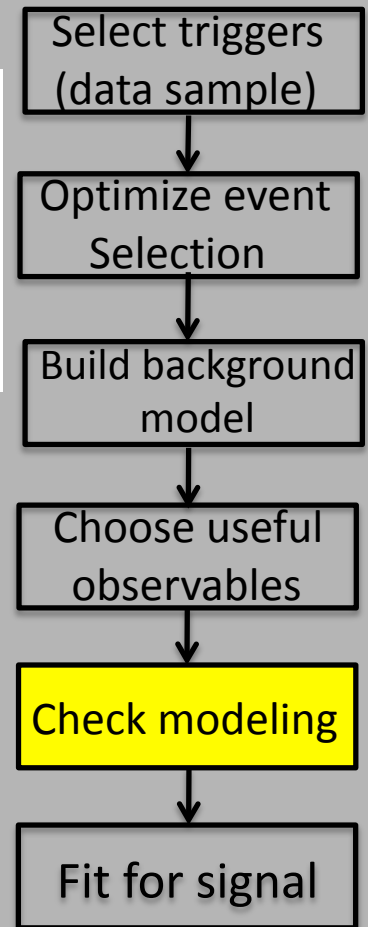 Select triggers
(data sample)
Optimize event
Selection
Build background
model
Choose useful
observables
Check modeling
Fit for signal